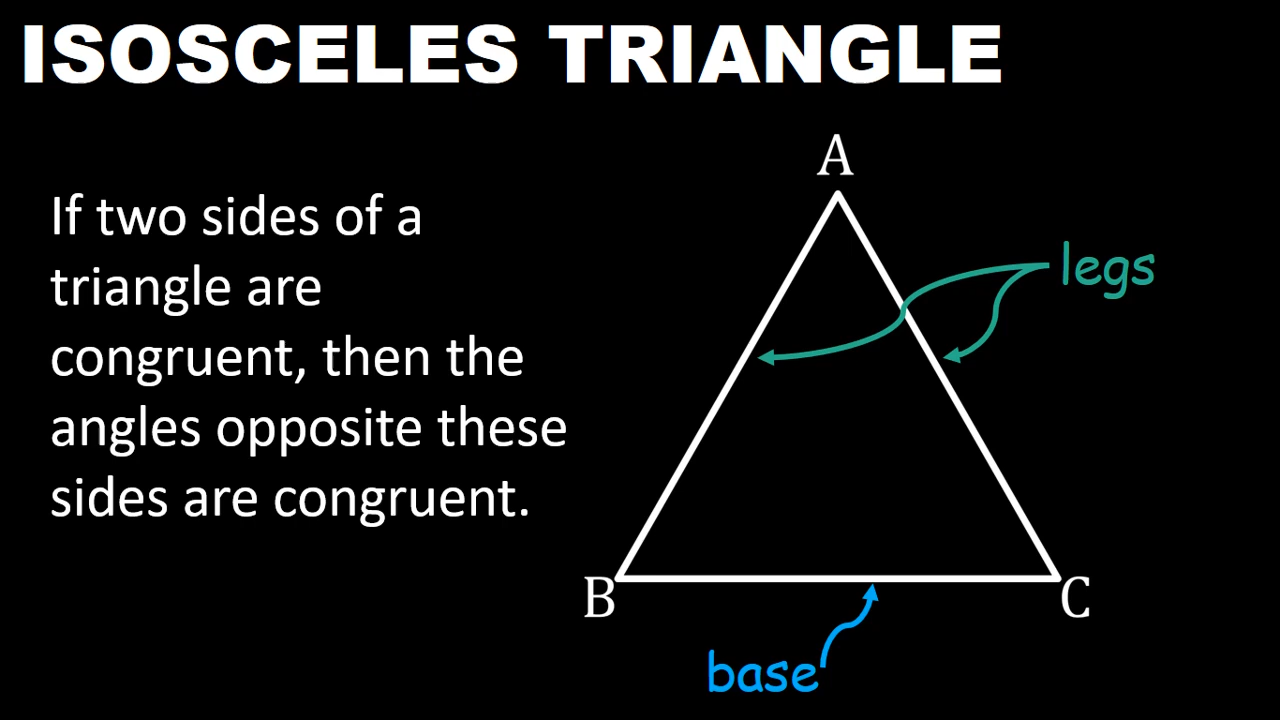 ISOSCELES TRIANGLE
If two sides of a
triangle are
congruent, then the
angles opposite these
sides are congruent.
A
legs
B
C
base